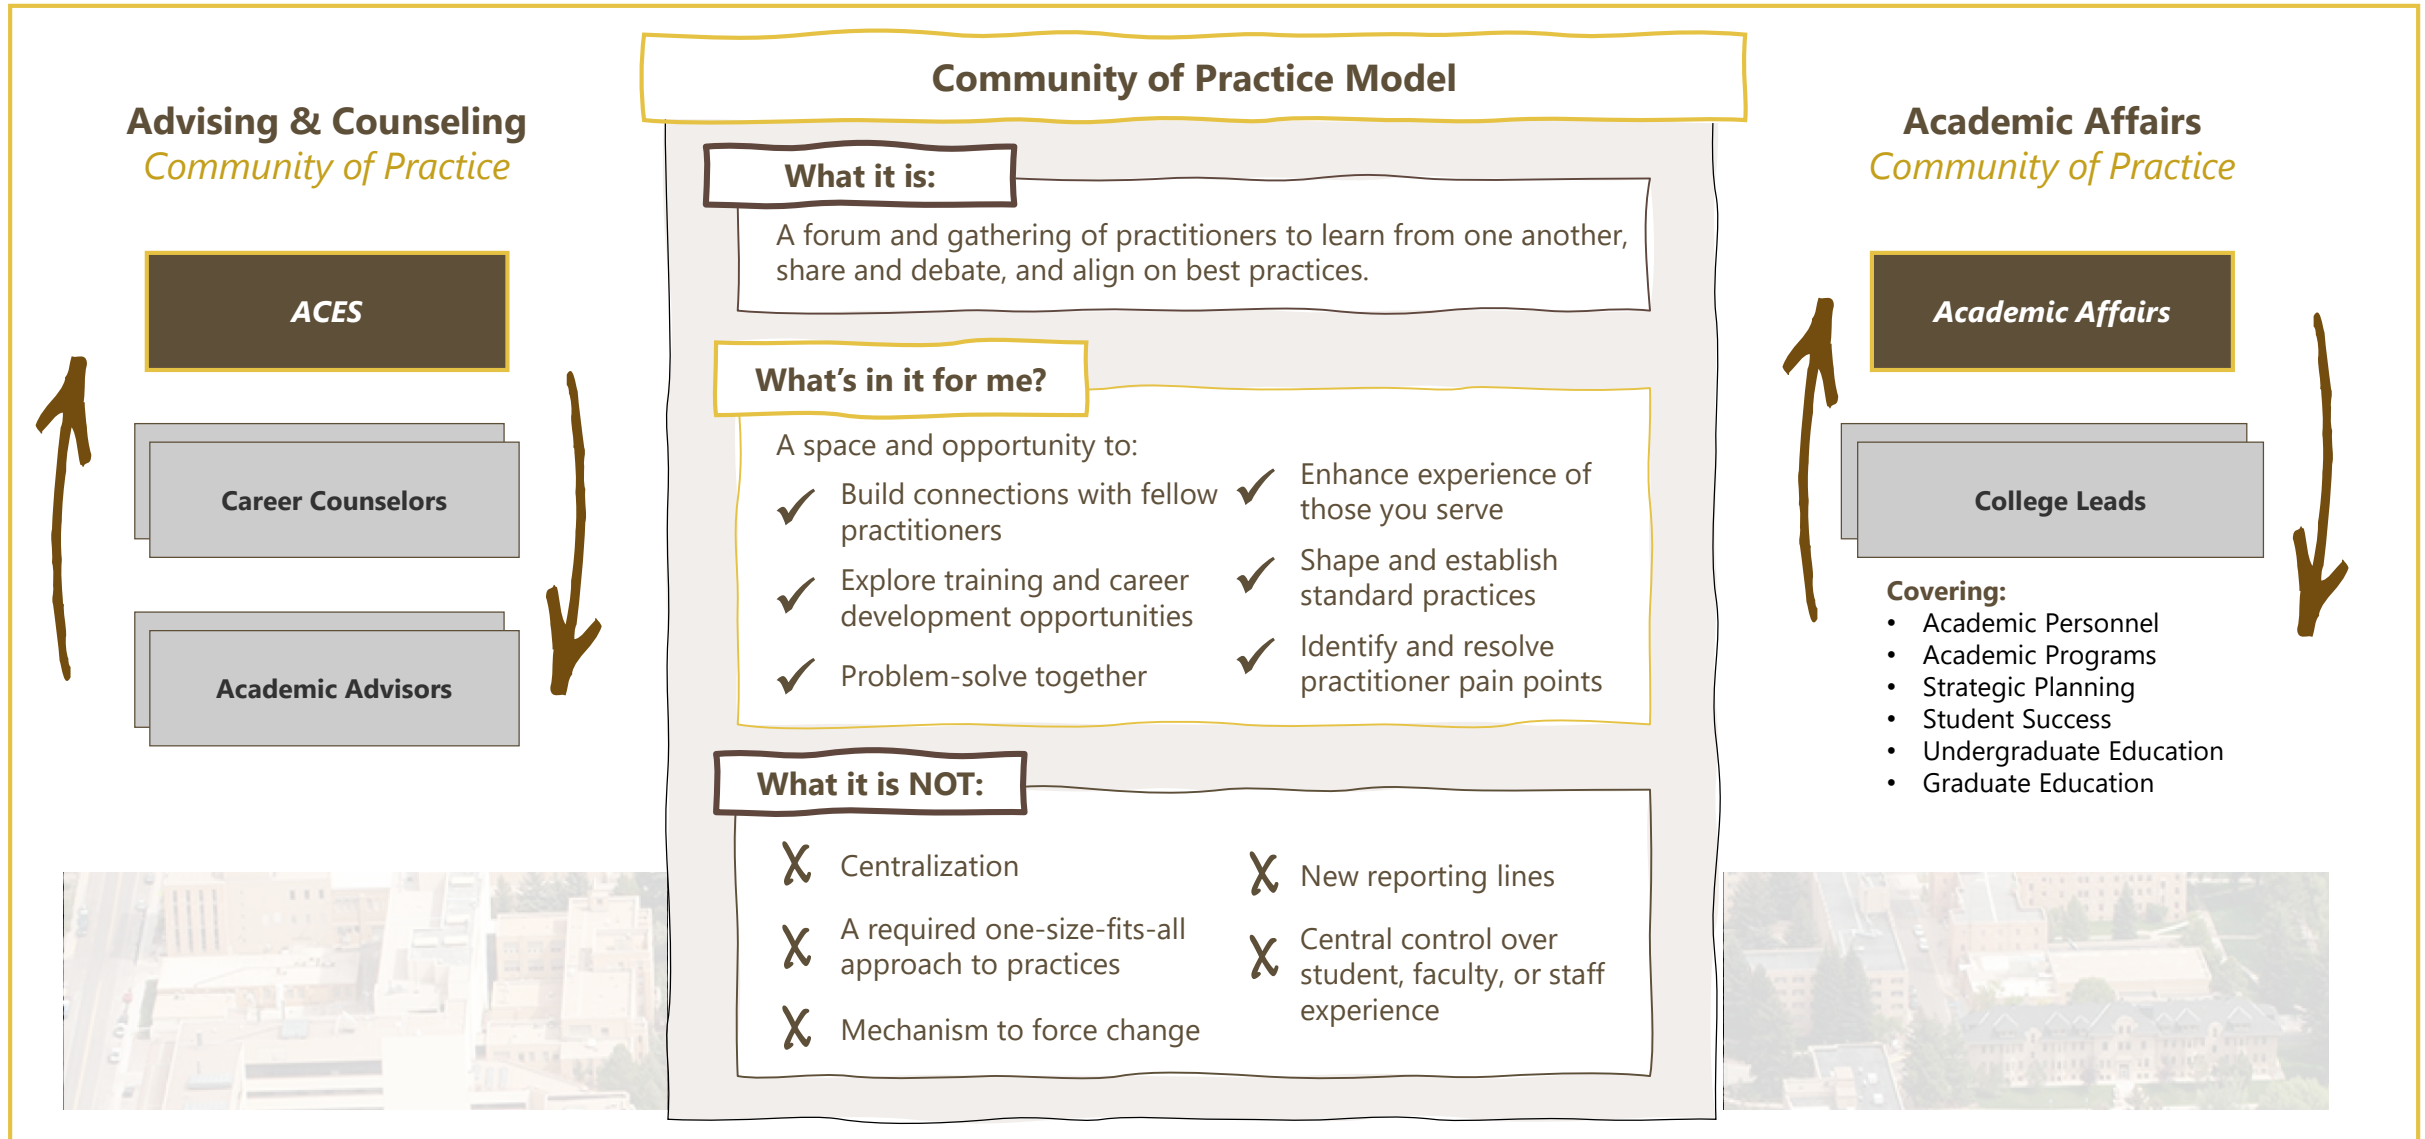 Community of Practice Model
Advising & Counseling
Community of Practice
ACES
Career Counselors
Academic Advisors
What it is:
A forum and gathering of practitioners to learn from one another,
share and debate, and align on best practices.
What’s in it for me?
A space and opportunity to:
Build connections with fellow
practitioners
Explore training and career
development opportunities
Problem-solve together
Enhance experience of
those you serve
Shape and establish
standard practices
Identify and resolve
practitioner pain points
What it is NOT:
Centralization
A required one-size-fits-all
approach to practices
Mechanism to force change
New reporting lines
Central control over
student, faculty, or staff
experience
Academic Affairs
Community of Practice
Academic Affairs
College Leads
Covering:
• Academic Personnel
• Academic Programs
• Strategic Planning
• Student Success
• Undergraduate Education
• Graduate Education